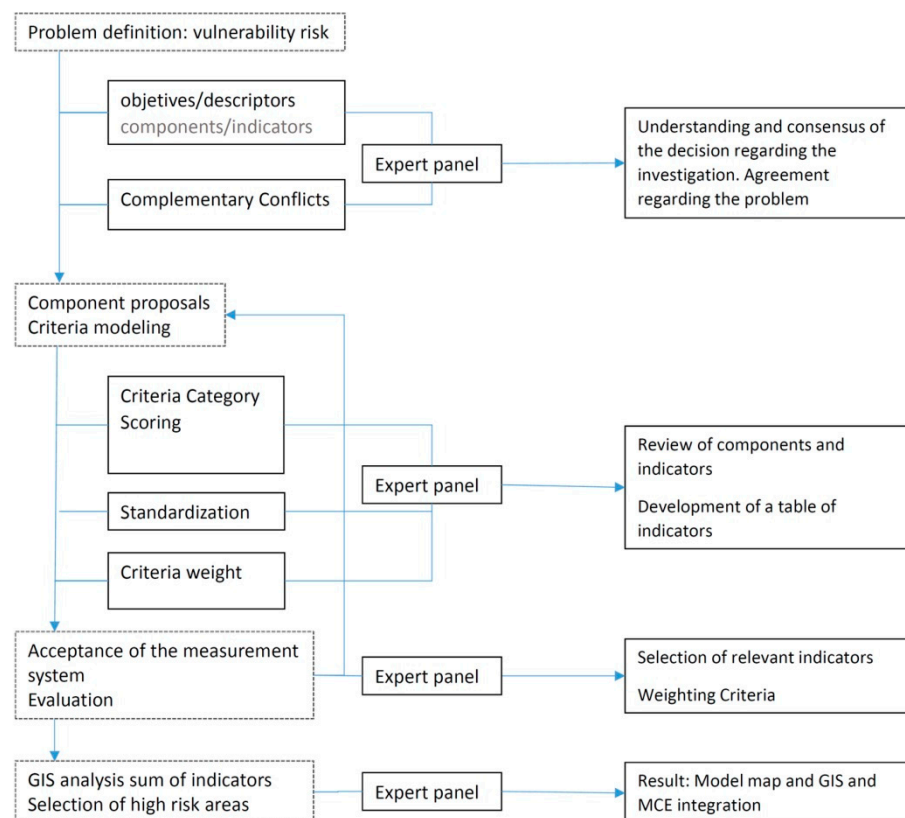 Problem definition: vulnerability risk
objetives/descriptors
components/indicators
Expert panel
Complementary Conflicts
Understanding and consensus of
the decision regarding the
investigation. Agreement
regarding the problem
Component proposals
Criteria modeling
Criteria Category
Scoring
Standardization
Criteria weight
Expert panel
Review of components and
indicators
Development of a table of
indicators
Acceptance of the measurement
system
Evaluation
Expert panel
Selection of relevant indicators
Weighting Criteria
GIS analysis sum of indicators
Selection of high risk areas
Expert panel
Result: Model map and GIS and
MCE integration